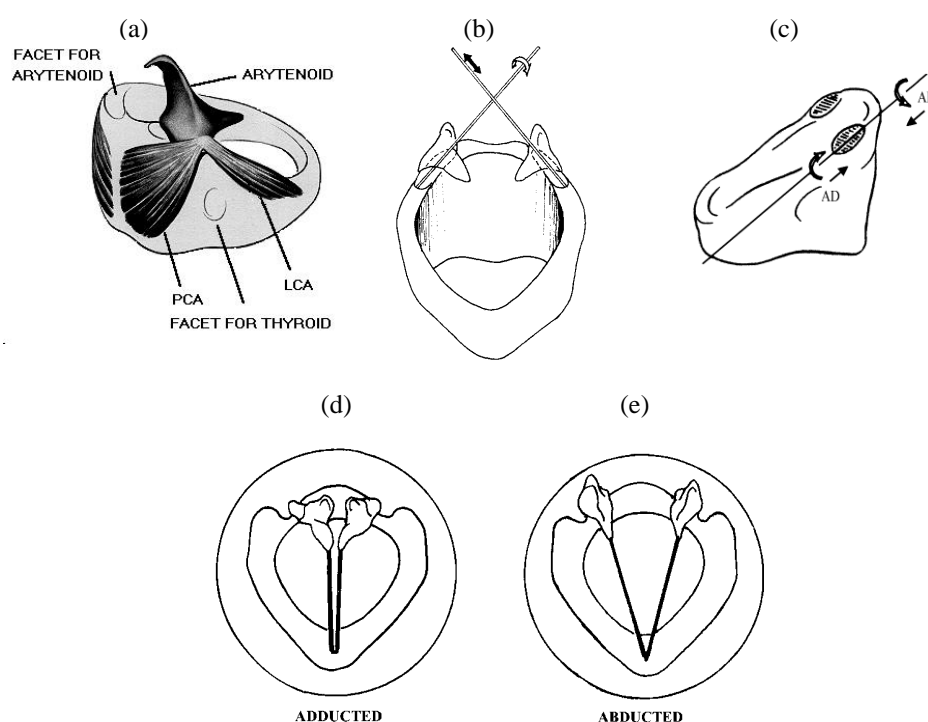 (a)
(b)
(c)
FACET FOR
ARYTENOID
ARYTENOID
PCA
LCA
FACET FOR THYROID
AD
(d)
(e)
ADDUCTED
ABDUCTED